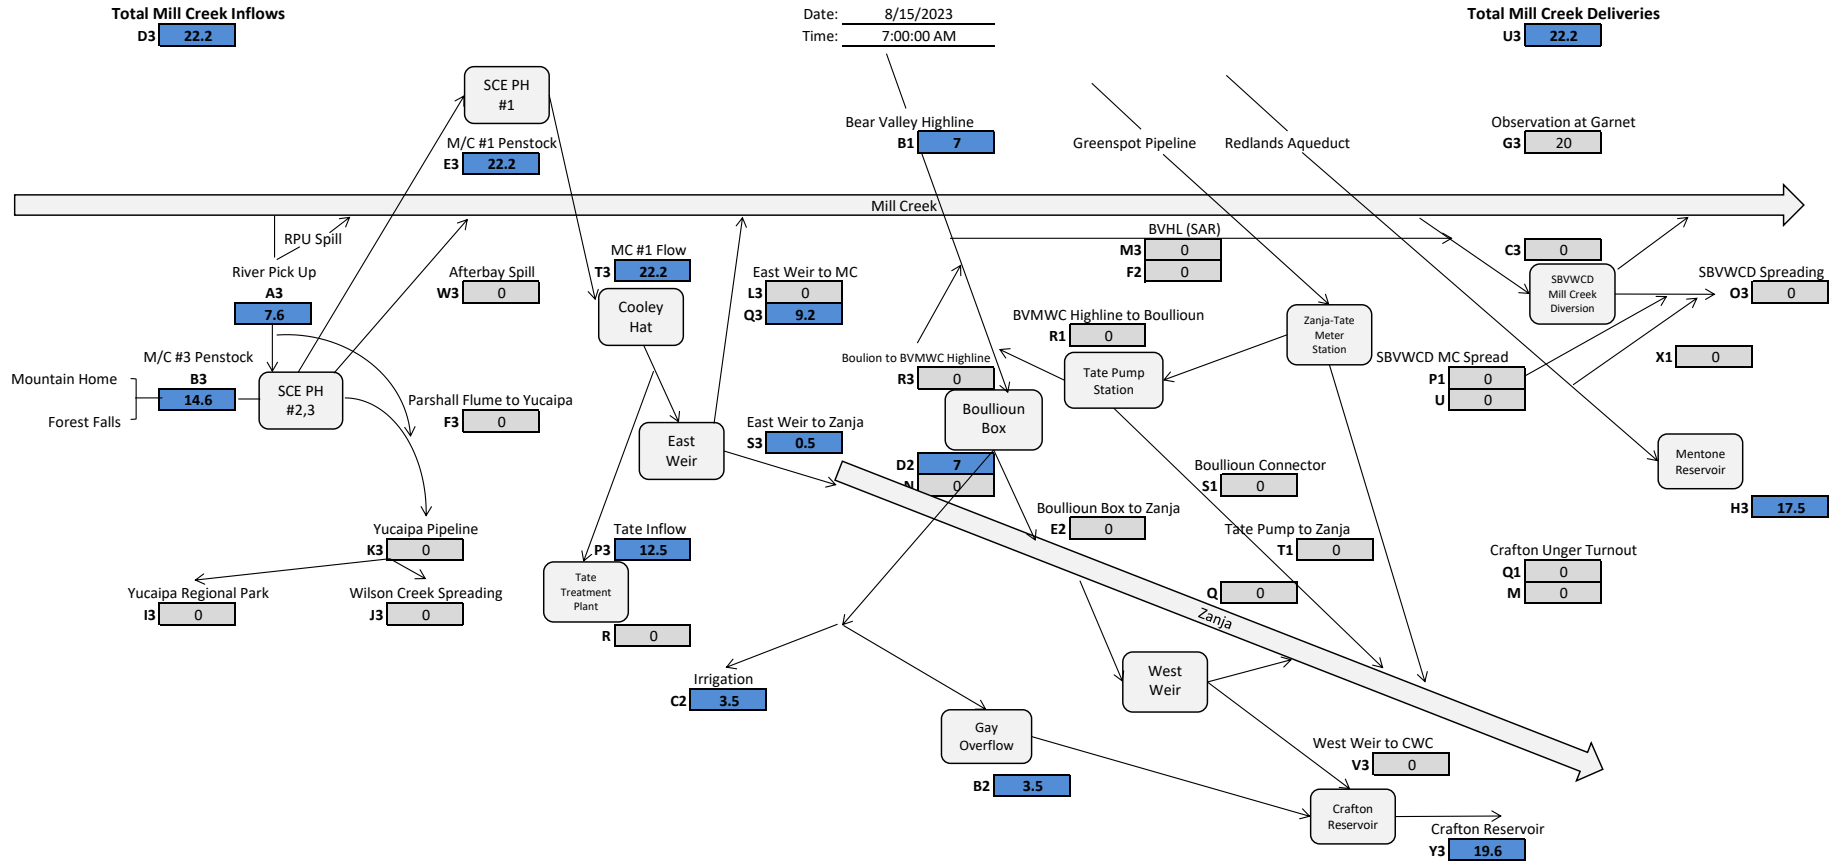 Total Mill Creek Inflows
D3 22.2
Date: 8/15/2023
Time: 7:00:00 AM
Total Mill Creek Deliveries
U3 22.2
SCE PH
#1
M/C #1 Penstock
E3 22.2
Bear Valley Highline
B1 7
Greenspot Pipeline
Redlands Aqueduct
Observation at Garnet
G3 20
Mill Creek
RPU Spill
River Pick Up
A3
7.6
Afterbay Spill
W3 0
MC #1 Flow
T3 22.2
Cooley
Hat
East Weir to MC
L3 0
Q3 9.2
BVHL (SAR)
M3 0
F2 0
C3 0
SBVWCD
Mill Creek
Diversion
SBVWCD Spreading
O3 0
BVMWC Highline to Boullioun
R1 0
Zanja-Tate
Meter
Station
M/C #3 Penstock
B3
14.6
Mountain Home
Forest Falls
SCE PH
#2,3
Parshall Flume to Yucaipa
F3 0
Boulion to BVMWC Highline
R3 0
Tate Pump
Station
SBVWCD MC Spread
P1 0
U 0
X1 0
Boullioun
Box
East
Weir
East Weir to Zanja
S3 0.5
D2 7
N 0
Boullioun Connector
S1 0
Mentone
Reservoir
H3 17.5
Yucaipa Pipeline
K3 0
Tate Inflow
P3 12.5
Boullioun Box to Zanja
E2 0
Tate Pump to Zanja
T1 0
Crafton Unger Turnout
Q1 0
M 0
Yucaipa Regional Park
I3 0
Wilson Creek Spreading
J3 0
Tate
Treatment
Plant
R 0
Q 0
Zanja
Irrigation
C2 3.5
West
Weir
Gay
Overflow
B2 3.5
West Weir to CWC
V3 0
Crafton
Reservoir
Crafton Reservoir
Y3 19.6